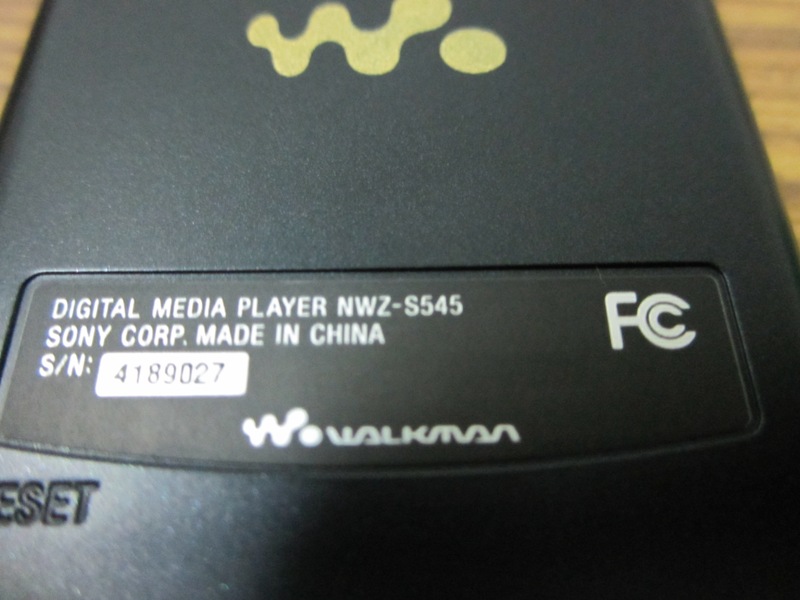 DIGITAL MEDIA PLAYER NWZ-S545
SONY CORP. MADE IN CHINA
S/N: 4189027
FC
W. WALKMAN
ESET